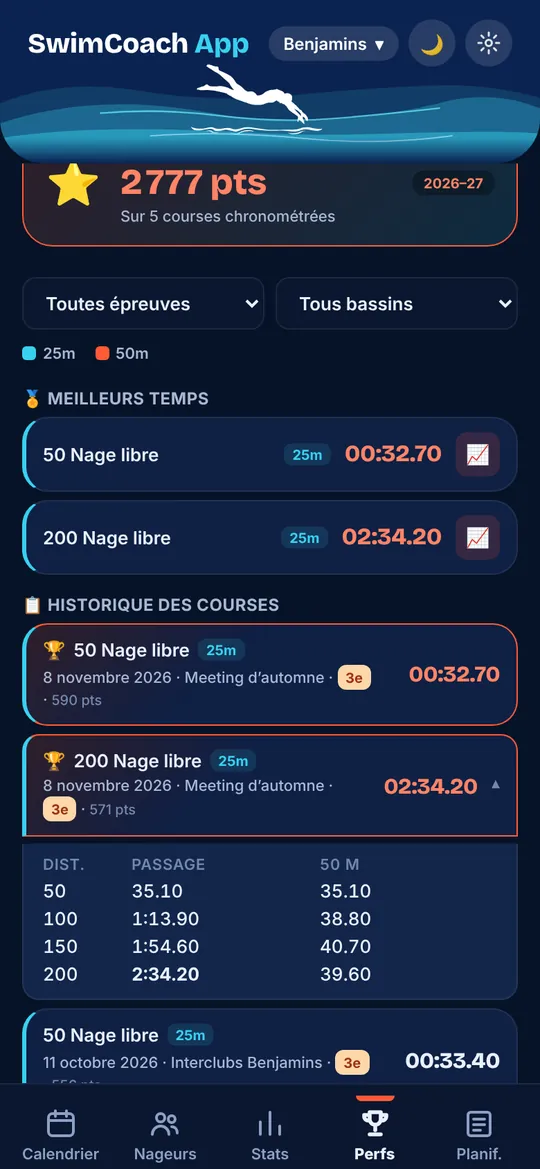 SwimCoach App
Benjamins ▾
2 777 pts
2026–27
Sur 5 courses chronométrées
Toutes épreuves
Tous bassins
25m
50m
MEILLEURS TEMPS
50 Nage libre 25m 00:32.70
200 Nage libre 25m 02:34.20
HISTORIQUE DES COURSES
50 Nage libre 25m
8 novembre 2026 · Meeting d’automne · 3e
· 590 pts
00:32.70
200 Nage libre 25m
8 novembre 2026 · Meeting d’automne ·
3e · 571 pts
02:34.20 ▲
DIST. PASSAGE 50 M
50 35.10 35.10
100 1:13.90 38.80
150 1:54.60 40.70
200 2:34.20 39.60
50 Nage libre 25m
11 octobre 2026 · Interclubs Benjamins · 3e
00:33.40
Calendrier
Nageurs
Stats
Perfs
Planif.